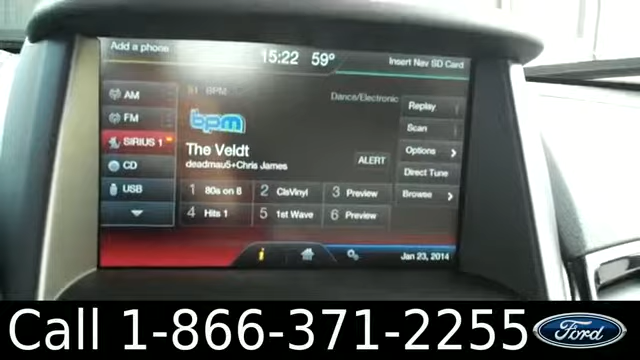 Add a phone
15:22 59°
Insert Nav SD Card
AM
FM
SIRIUS 1
CD
USB
51 BPM
Dance/Electronic
bpm
The Veldt
deadmau5+Chris James
ALERT
1 80s on 8
2 ClsVinyl
3 Preview
4 Hits 1
5 1st Wave
6 Preview
Replay
Scan
Options
Direct Tune
Browse
Jan 23, 2014
Call 1-866-371-2255
Ford